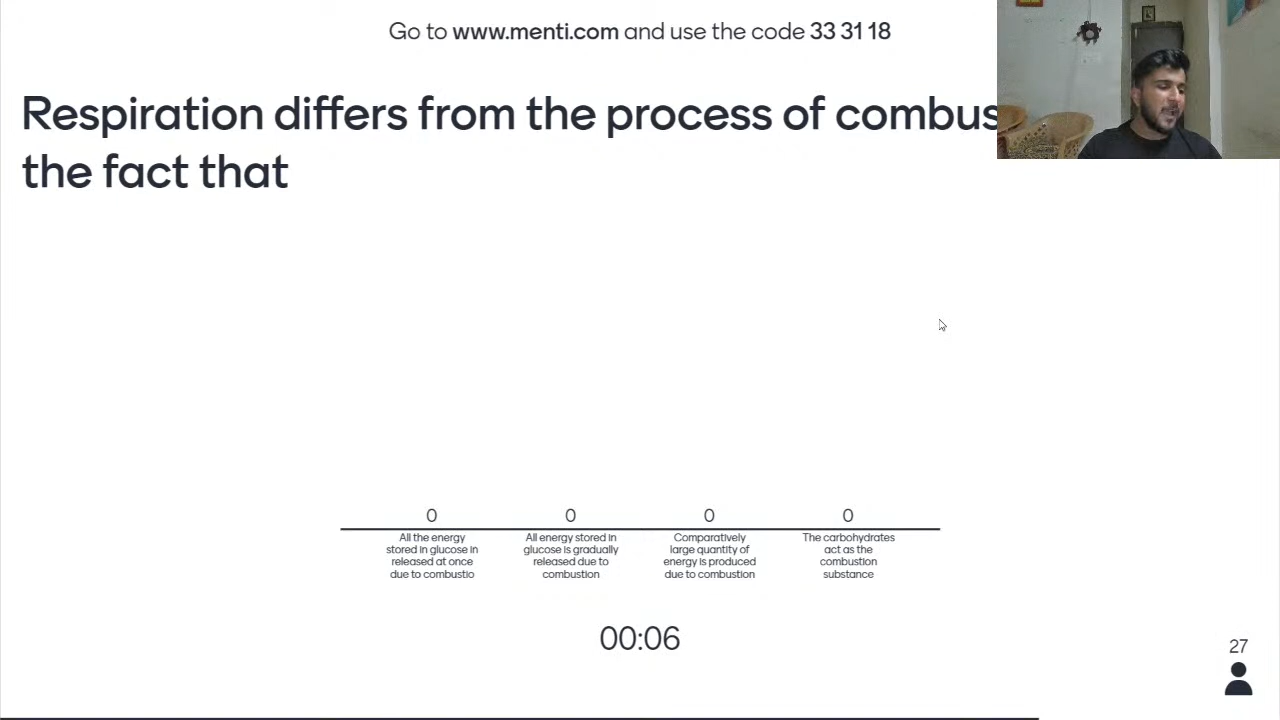 Go to www.menti.com and use the code 33 31 18
Respiration differs from the process of combus
the fact that
0
0
0
0
All the energy
stored in glucose in
released at once
due to combustio
All energy stored in
glucose is gradually
released due to
combustion
Comparatively
large quantity of
energy is produced
due to combustion
The carbohydrates
act as the
combustion
substance
00:06
27